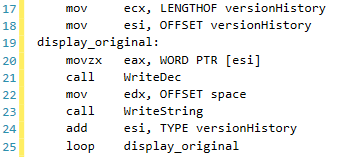 17 mov ecx, LENGTHOF versionHistory
18 mov esi, OFFSET versionHistory
19 display_original:
20 movzx eax, WORD PTR [esi]
21 call WriteDec
22 mov edx, OFFSET space
23 call WriteString
24 add esi, TYPE versionHistory
25 loop display_original